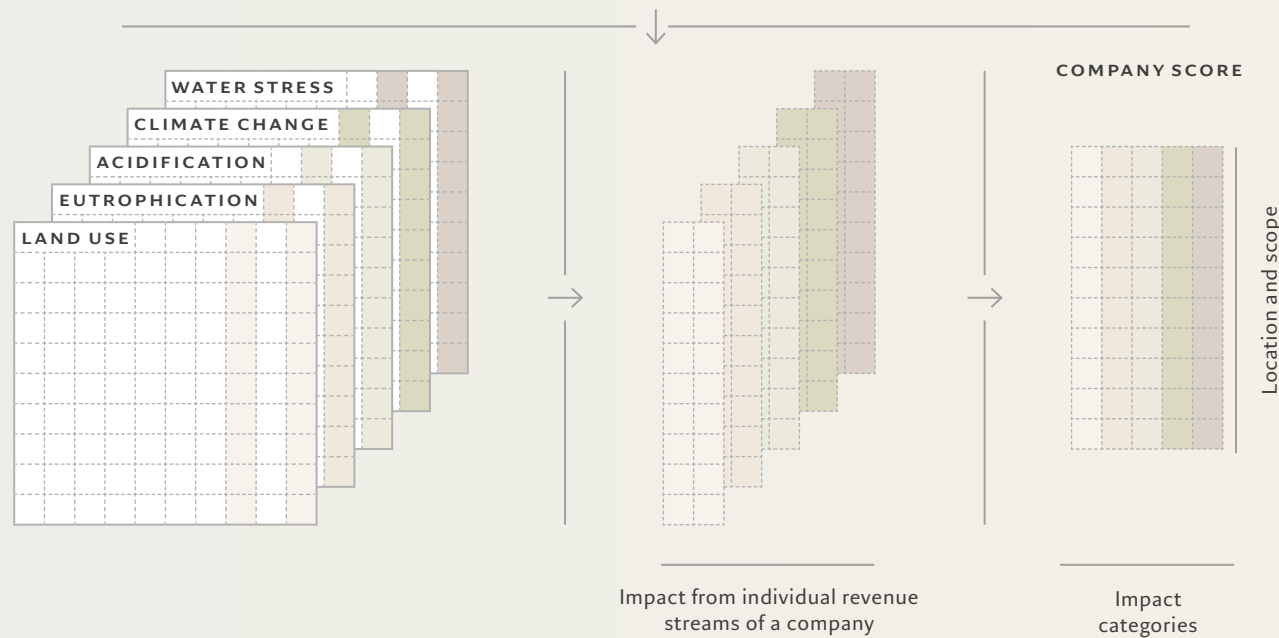 WATER STRESS
CLIMATE CHANGE
ACIDIFICATION
EUTROPHICATION
LAND USE
COMPANY SCORE
Location and scope
Impact from individual revenue
streams of a company
Impact
categories